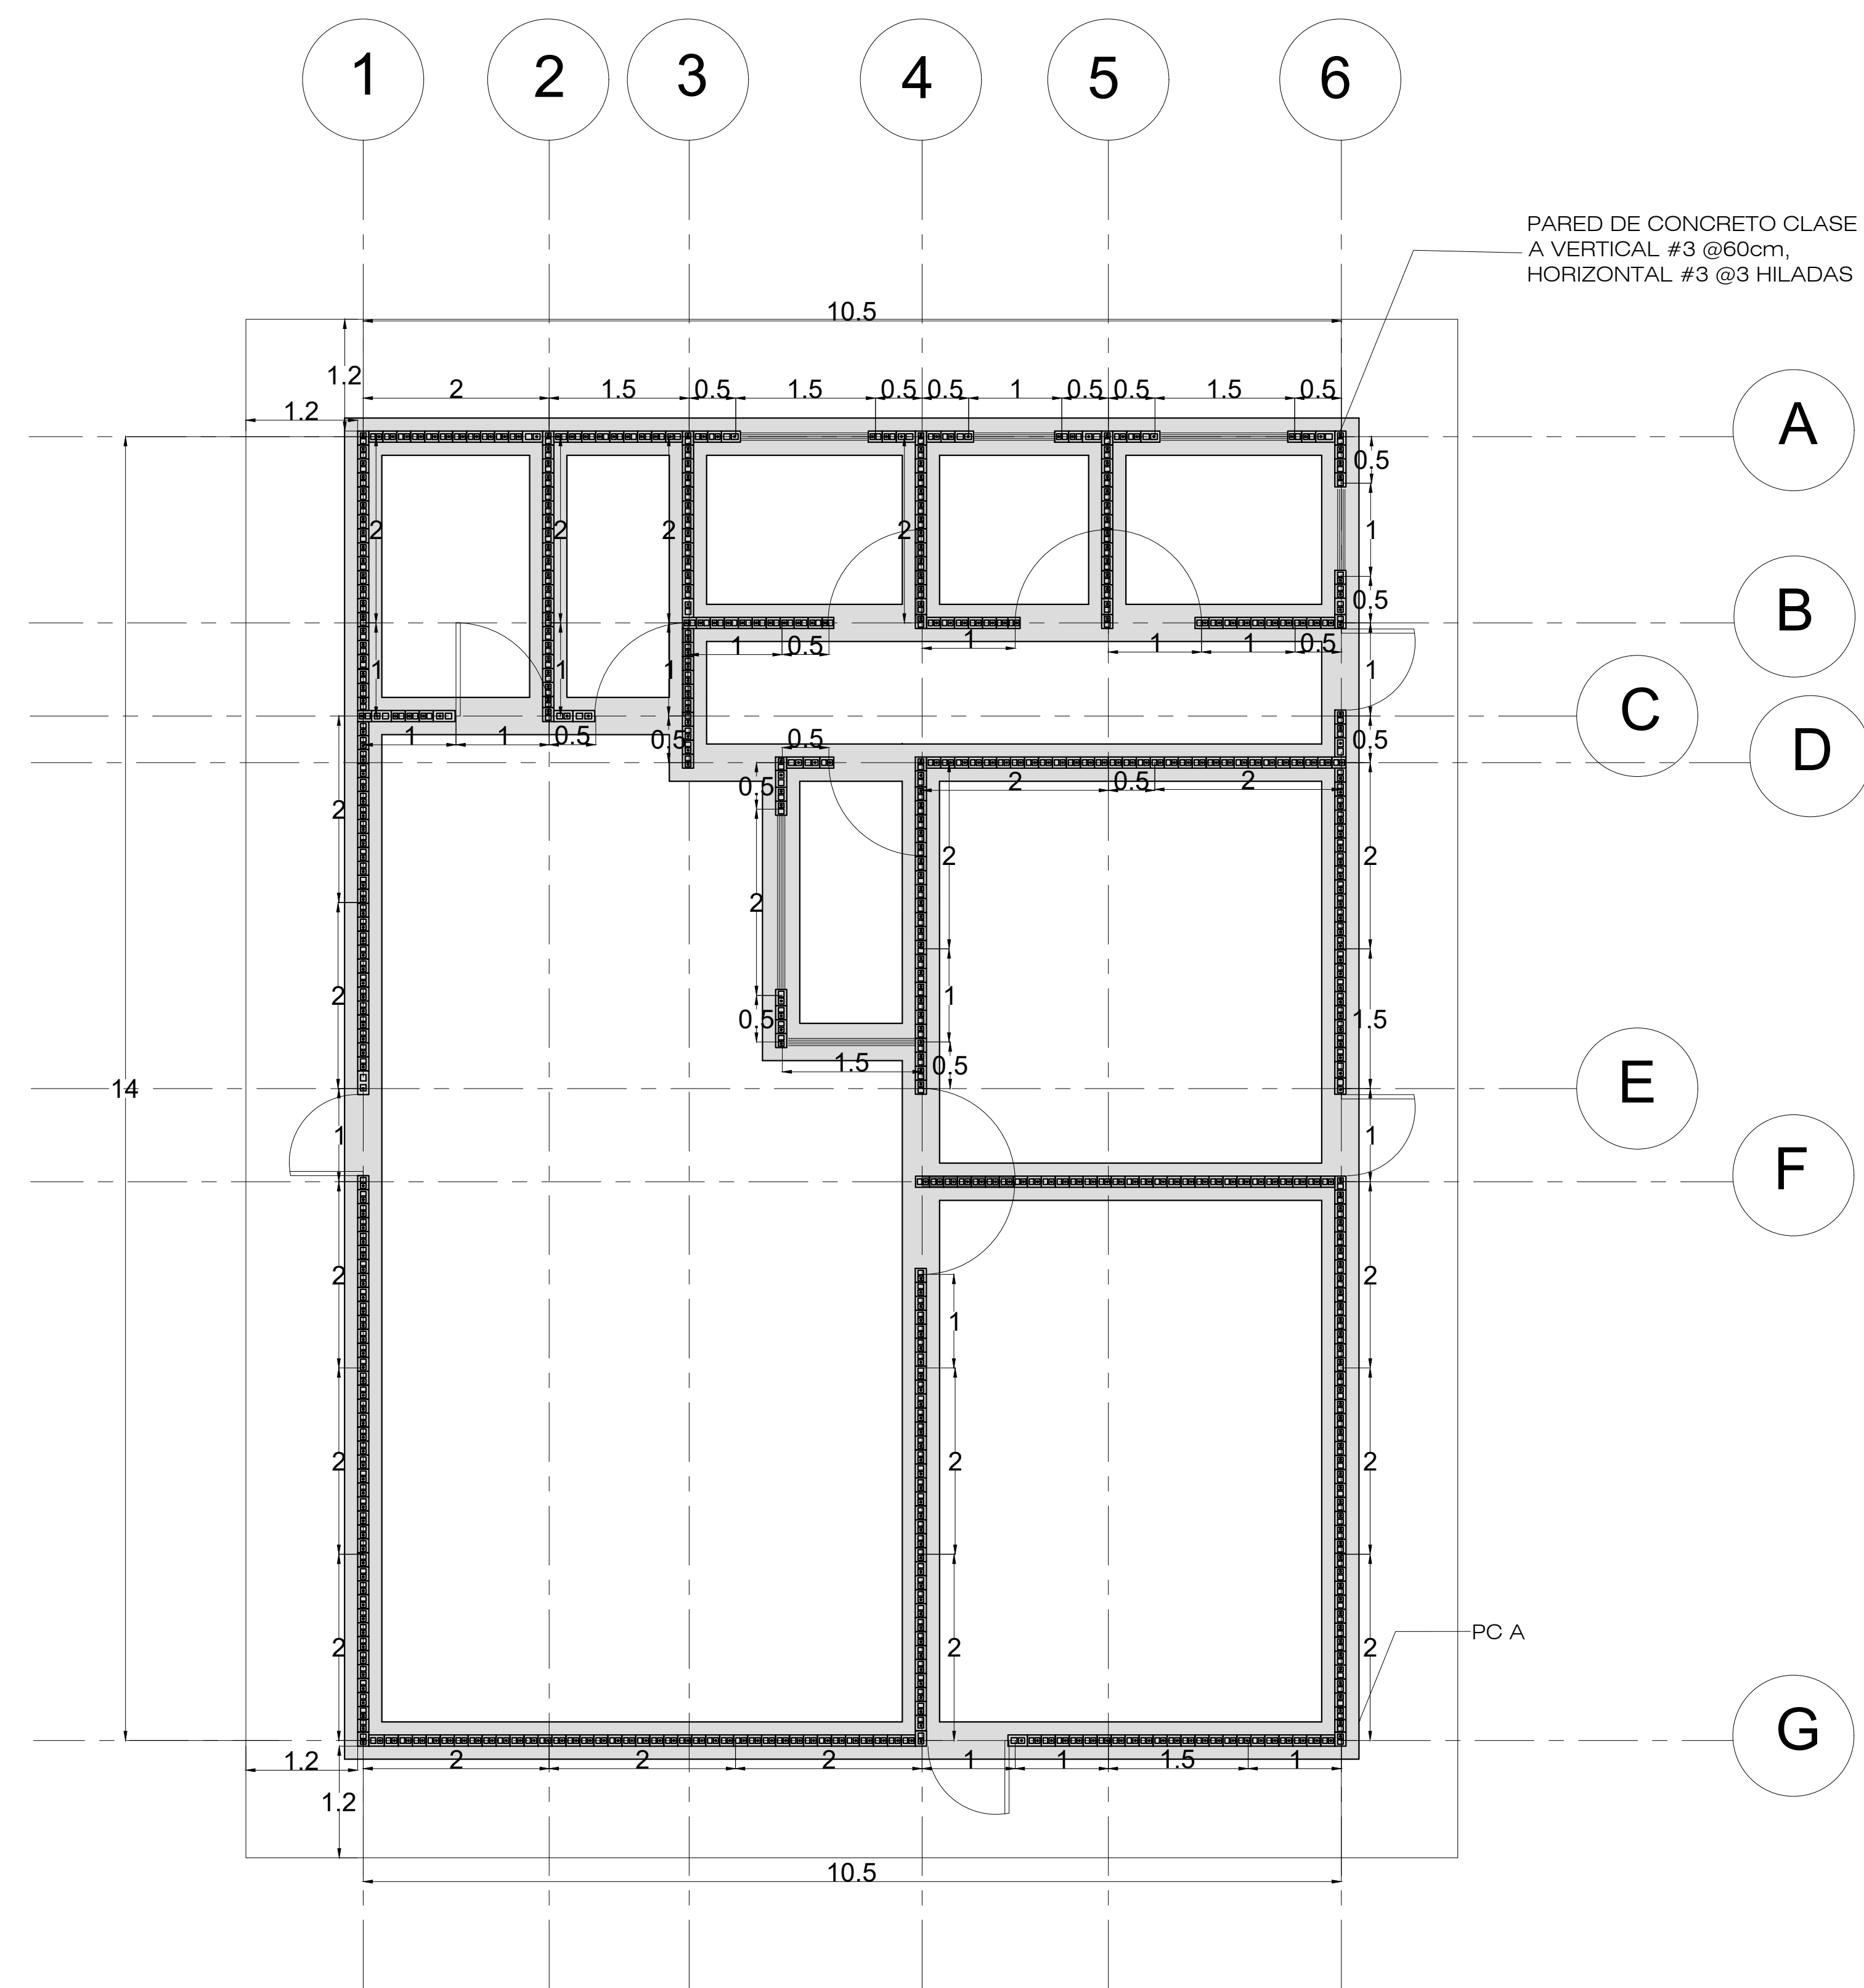 1 2 3 4 5 6
PARED DE CONCRETO CLASE
A VERTICAL #3 @60cm,
HORIZONTAL #3 @3 HILADAS
10.5
1.2
2 1.5 0.5 1.5 0.5 0.5 1 0.5 0.5 1.5 0.5
1.2
A
0.5
2 2 2 2 1
0.5
B
1 0.5 1 1 1 0.5
1 1 1 1
C
1 1 0.5 0.5 0.5 0.5
D
0.5 2 0.5 2
2 2 2
2
2 1 0.5 1.5
1.5 0.5
14
E
1 1
F
2 2
1
2 2 2
2 2 2
PC A
G
1.2 2 2 2 1 1 1.5 1
1.2
10.5